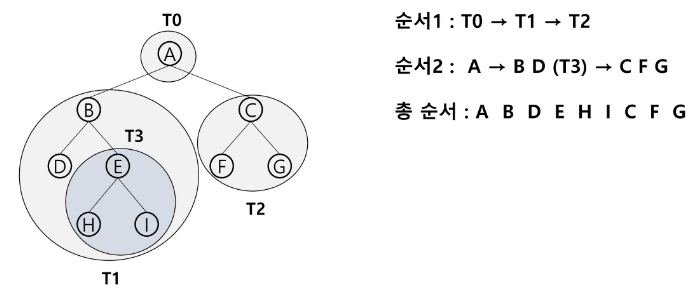 T0
A
B
C
T3
D
E
F
G
H
I
T2
T1
순서1 : T0 → T1 → T2
순서2 : A → B D (T3) → C F G
총 순서 : A B D E H I C F G